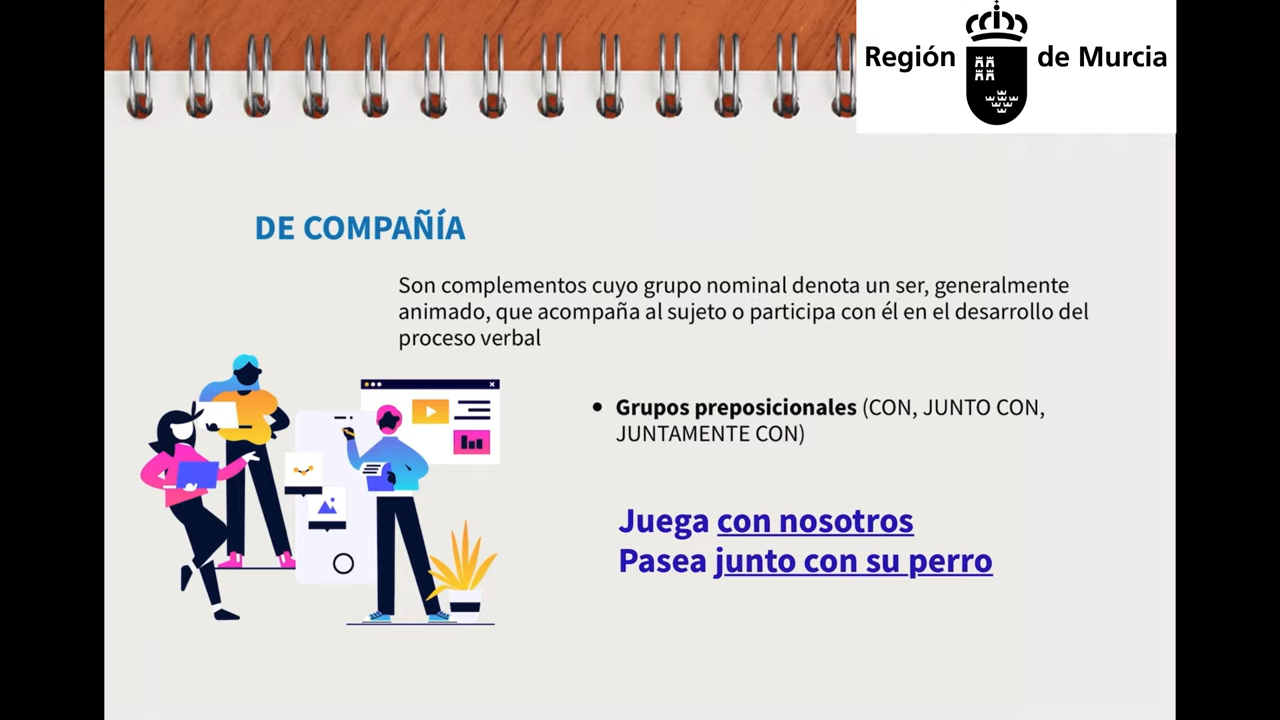 Región de Murcia
DE COMPAÑÍA
Son complementos cuyo grupo nominal denota un ser, generalmente
animado, que acompaña al sujeto o participa con él en el desarrollo del
proceso verbal
• Grupos preposicionales (CON, JUNTO CON,
JUNTAMENTE CON)
Juega con nosotros
Pasea junto con su perro